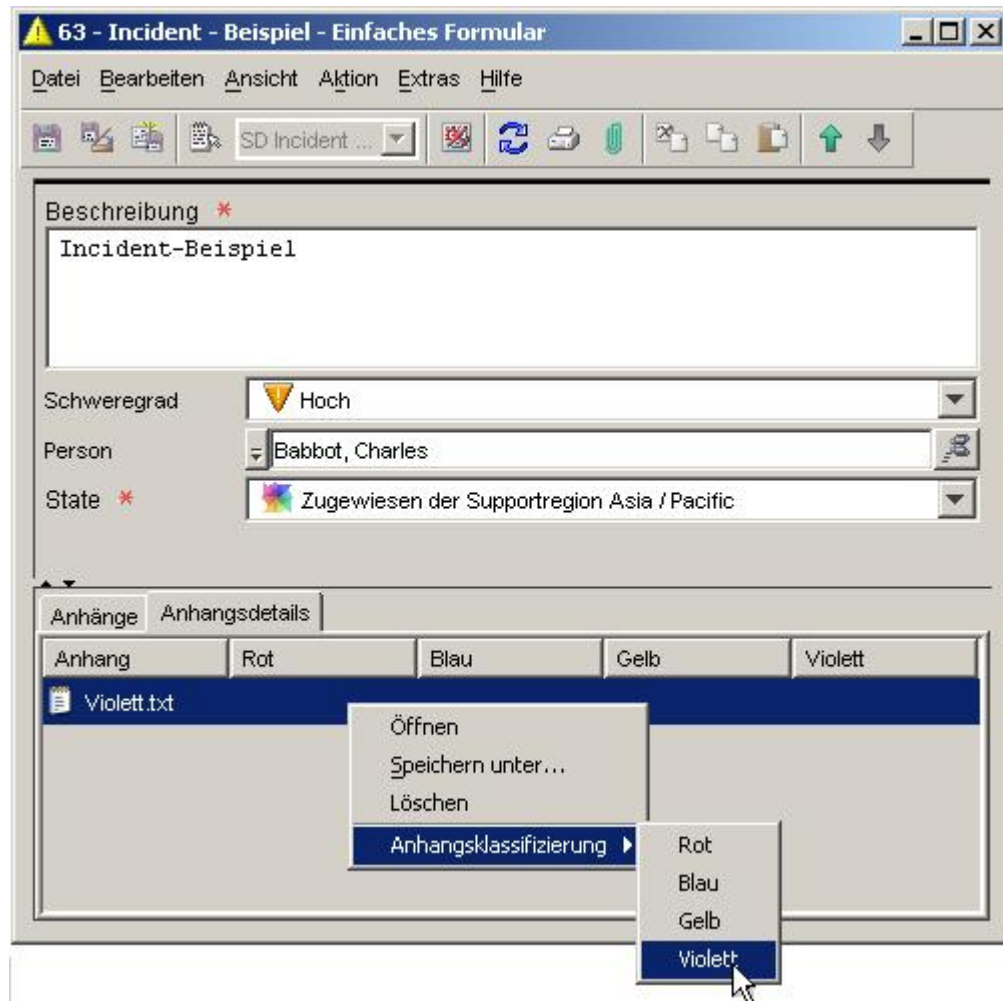 63 - Incident - Beispiel - Einfaches Formular
Datei Bearbeiten Ansicht Aktion Extras Hilfe
SD Incident ...
Beschreibung *
Incident-Beispiel
Schweregrad Hoch
Person Babbot, Charles
State * Zugewiesen der Supportregion Asia / Pacific
Anhänge Anhangsdetails
Anhang Rot Blau Gelb Violett
Violett.txt
Öffnen
Speichern unter...
Löschen
Anhangsklassifizierung
Rot
Blau
Gelb
Violett